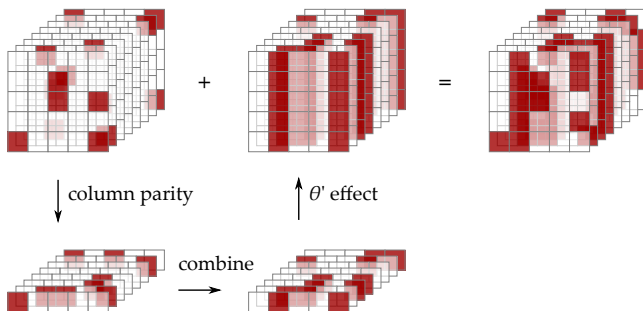 +
=
column parity
θ' effect
combine